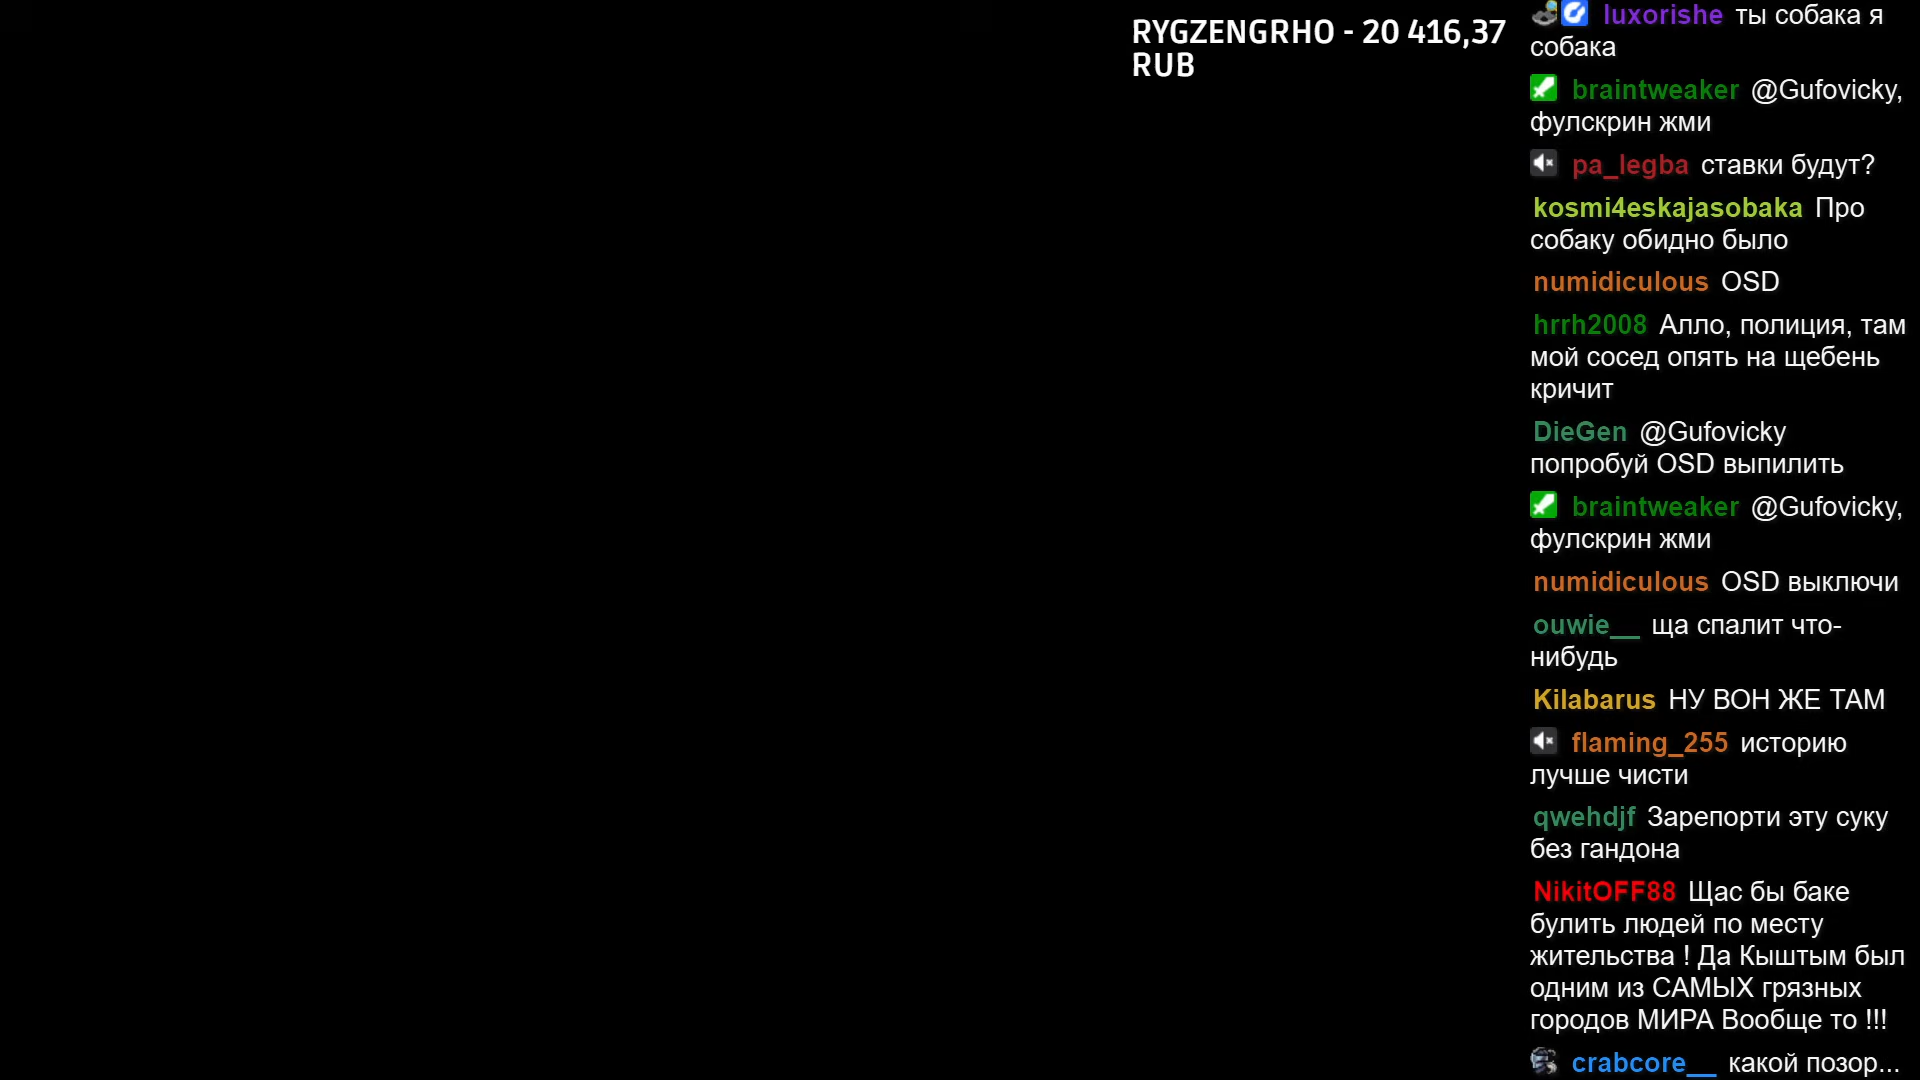 RYGZENGRHO - 20 416,37
RUB
luxorishe ты собака я
собака
braintweaker @Gufovicky,
фулскрин жми
pa_legba ставки будут?
kosmi4eskajasobaka Про
собаку обидно было
numidiculous OSD
hrrh2008 Алло, полиция, там
мой сосед опять на щебень
кричит
DieGen @Gufovicky
попробуй OSD выпилить
braintweaker @Gufovicky,
фулскрин жми
numidiculous OSD выключи
ouwie__ ща спалит что-
нибудь
Kilabarus НУ ВОН ЖЕ ТАМ
flaming_255 историю
лучше чисти
qwehdjf Зарепорти эту суку
без гандона
NikitOFF88 Щас бы баке
булить людей по месту
жительства ! Да Кыштым был
одним из САМЫХ грязных
городов МИРА Вообще то !!!
crabcore__ какой позор...